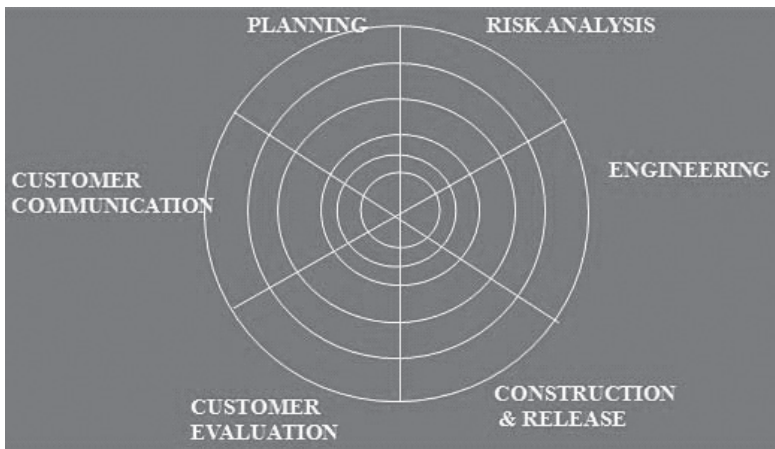 PLANNING
RISK ANALYSIS
ENGINEERING
CUSTOMER
COMMUNICATION
CONSTRUCTION
& RELEASE
CUSTOMER
EVALUATION